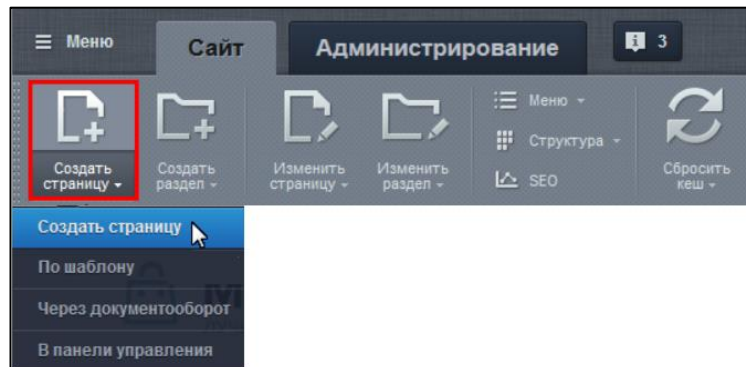 Меню
Сайт
Администрирование
3
Создать
страницу
Создать
раздел
Изменить
страницу
Изменить
раздел
Меню
Структура
SEO
Сбросить
кеш
Создать страницу
По шаблону
Через документооборот
В панели управления